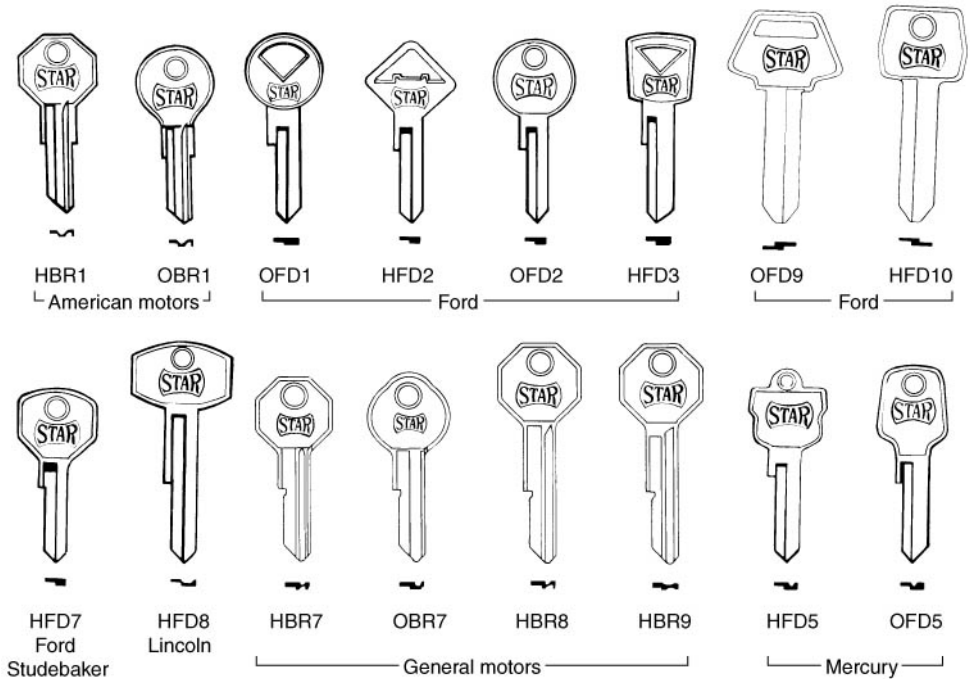 STAR STAR STAR STAR STAR STAR STAR STAR
HBR1 OBR1 OFD1 HFD2 OFD2 HFD3 OFD9 HFD10
American motors Ford Ford
STAR STAR STAR STAR STAR STAR STAR STAR
HFD7 HFD8 HBR7 OBR7 HBR8 HBR9 HFD5 OFD5
Ford Lincoln
Studebaker General motors Mercury